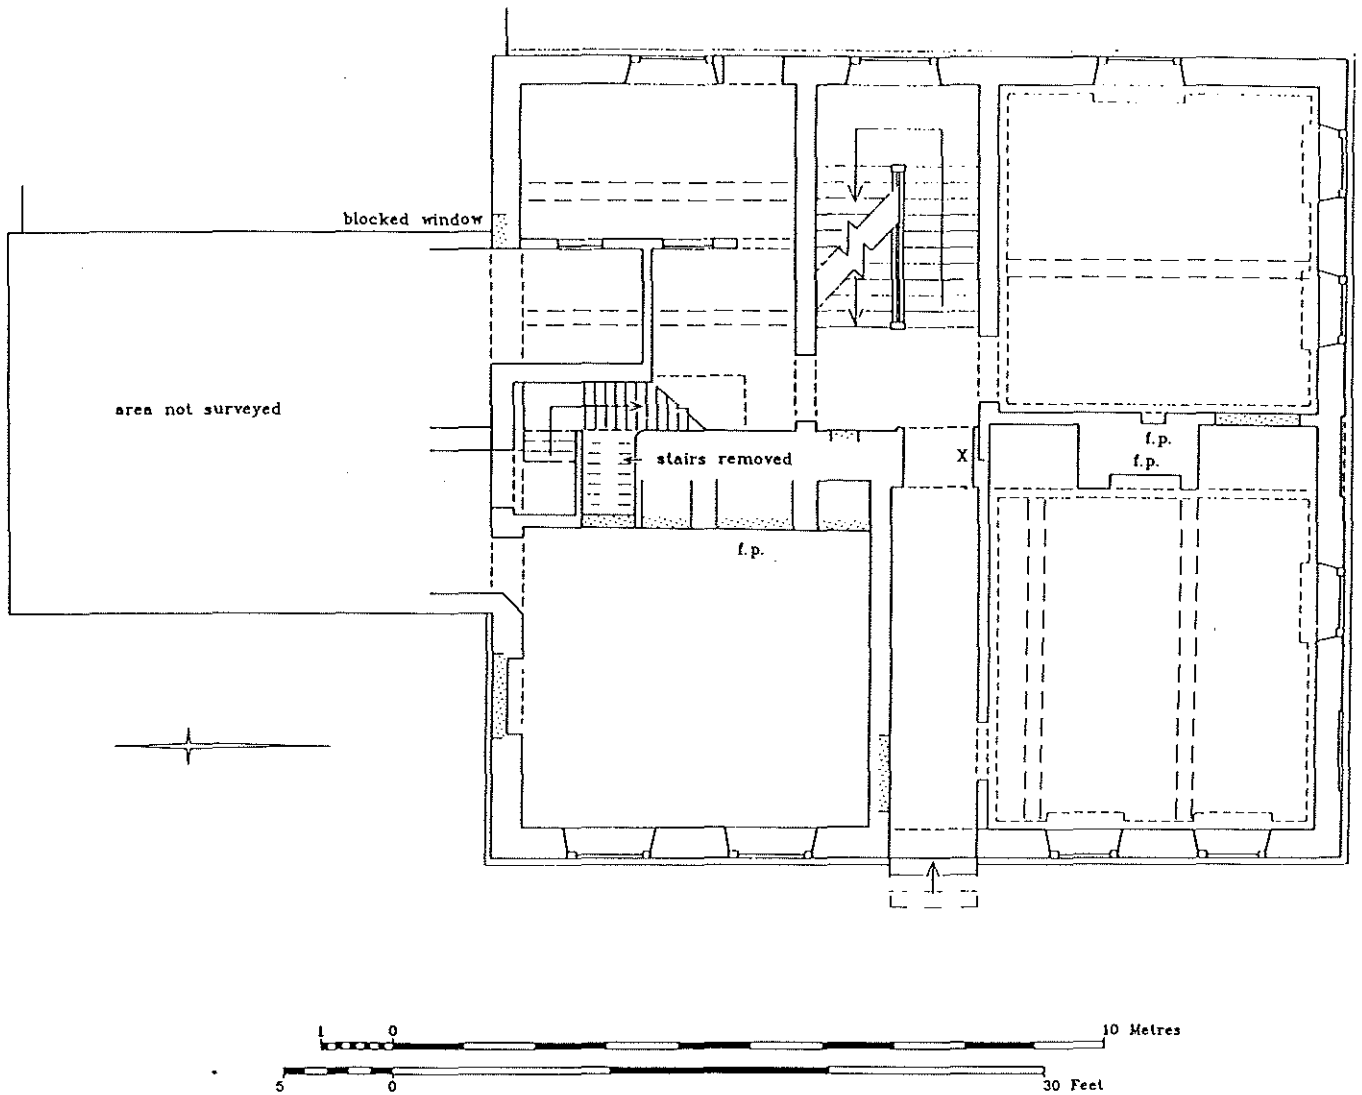 blocked window
area not surveyed
f.p.
X
f.p.
stairs removed
f.p.
1 0 10 Metres
5 0 30 Feet